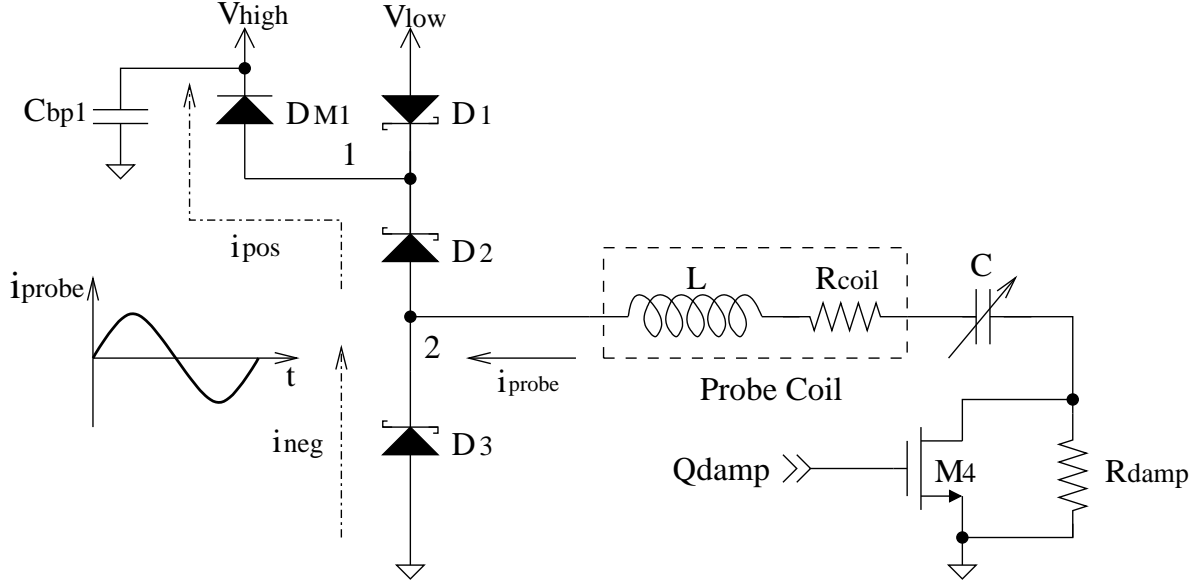 Vhigh
Vlow
Cbp1
DM1
D1
1
ipos
D2
L
Rcoil
C
iprobe
t
2
iprobe
Probe Coil
ineg
D3
Qdamp
M4
Rdamp